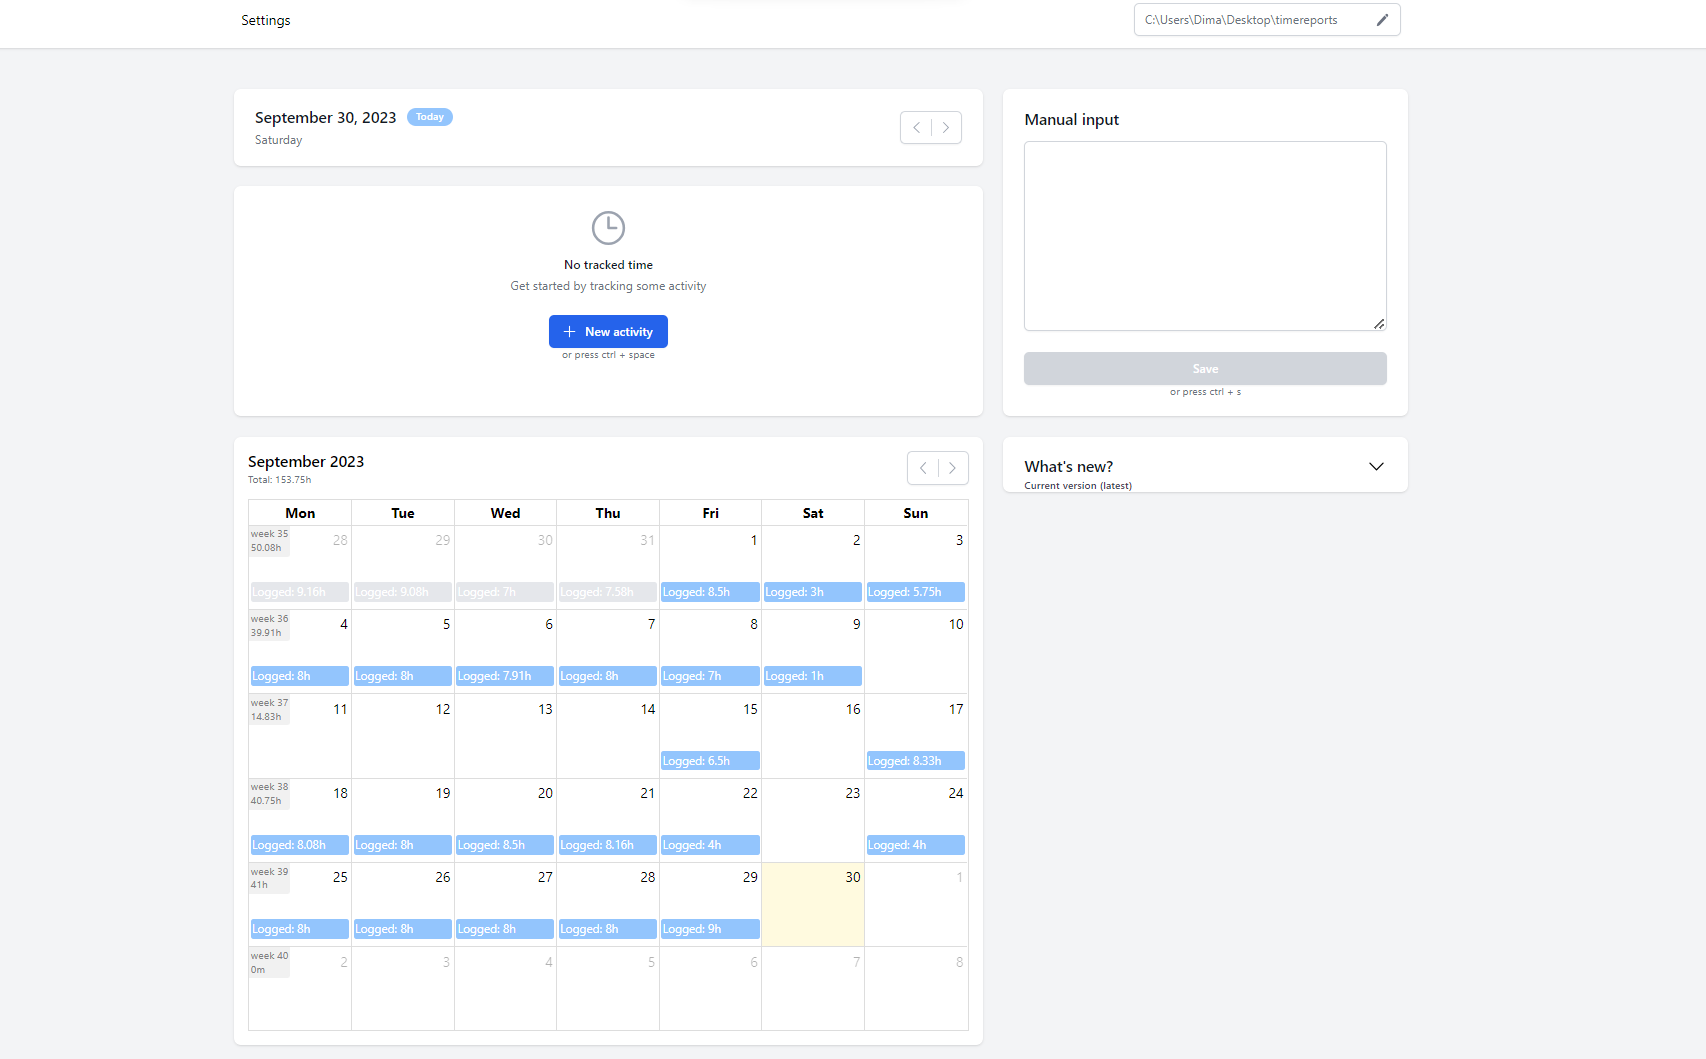 Settings
C:\Users\Dima\Desktop\timereports
September 30, 2023 Today
Saturday
No tracked time
Get started by tracking some activity
New activity
or press ctrl + space
Manual input
Save
or press ctrl + s
What's new?
Current version (latest)
September 2023
Total: 153.75h
Mon Tue Wed Thu Fri Sat Sun
week 35
50.08h
28 29 30 31 1 2 3
Logged: 9.16h Logged: 9.08h Logged: 7h Logged: 7.58h Logged: 8.5h Logged: 3h Logged: 5.75h
week 36
39.91h
4 5 6 7 8 9 10
Logged: 8h Logged: 8h Logged: 7.91h Logged: 8h Logged: 7h Logged: 1h
week 37
14.83h
11 12 13 14 15 16 17
Logged: 6.5h Logged: 8.33h
week 38
40.75h
18 19 20 21 22 23 24
Logged: 8.08h Logged: 8h Logged: 8.5h Logged: 8.16h Logged: 4h Logged: 4h
week 39
41h
25 26 27 28 29 30 1
Logged: 8h Logged: 8h Logged: 8h Logged: 8h Logged: 9h
week 40
0m
2 3 4 5 6 7 8